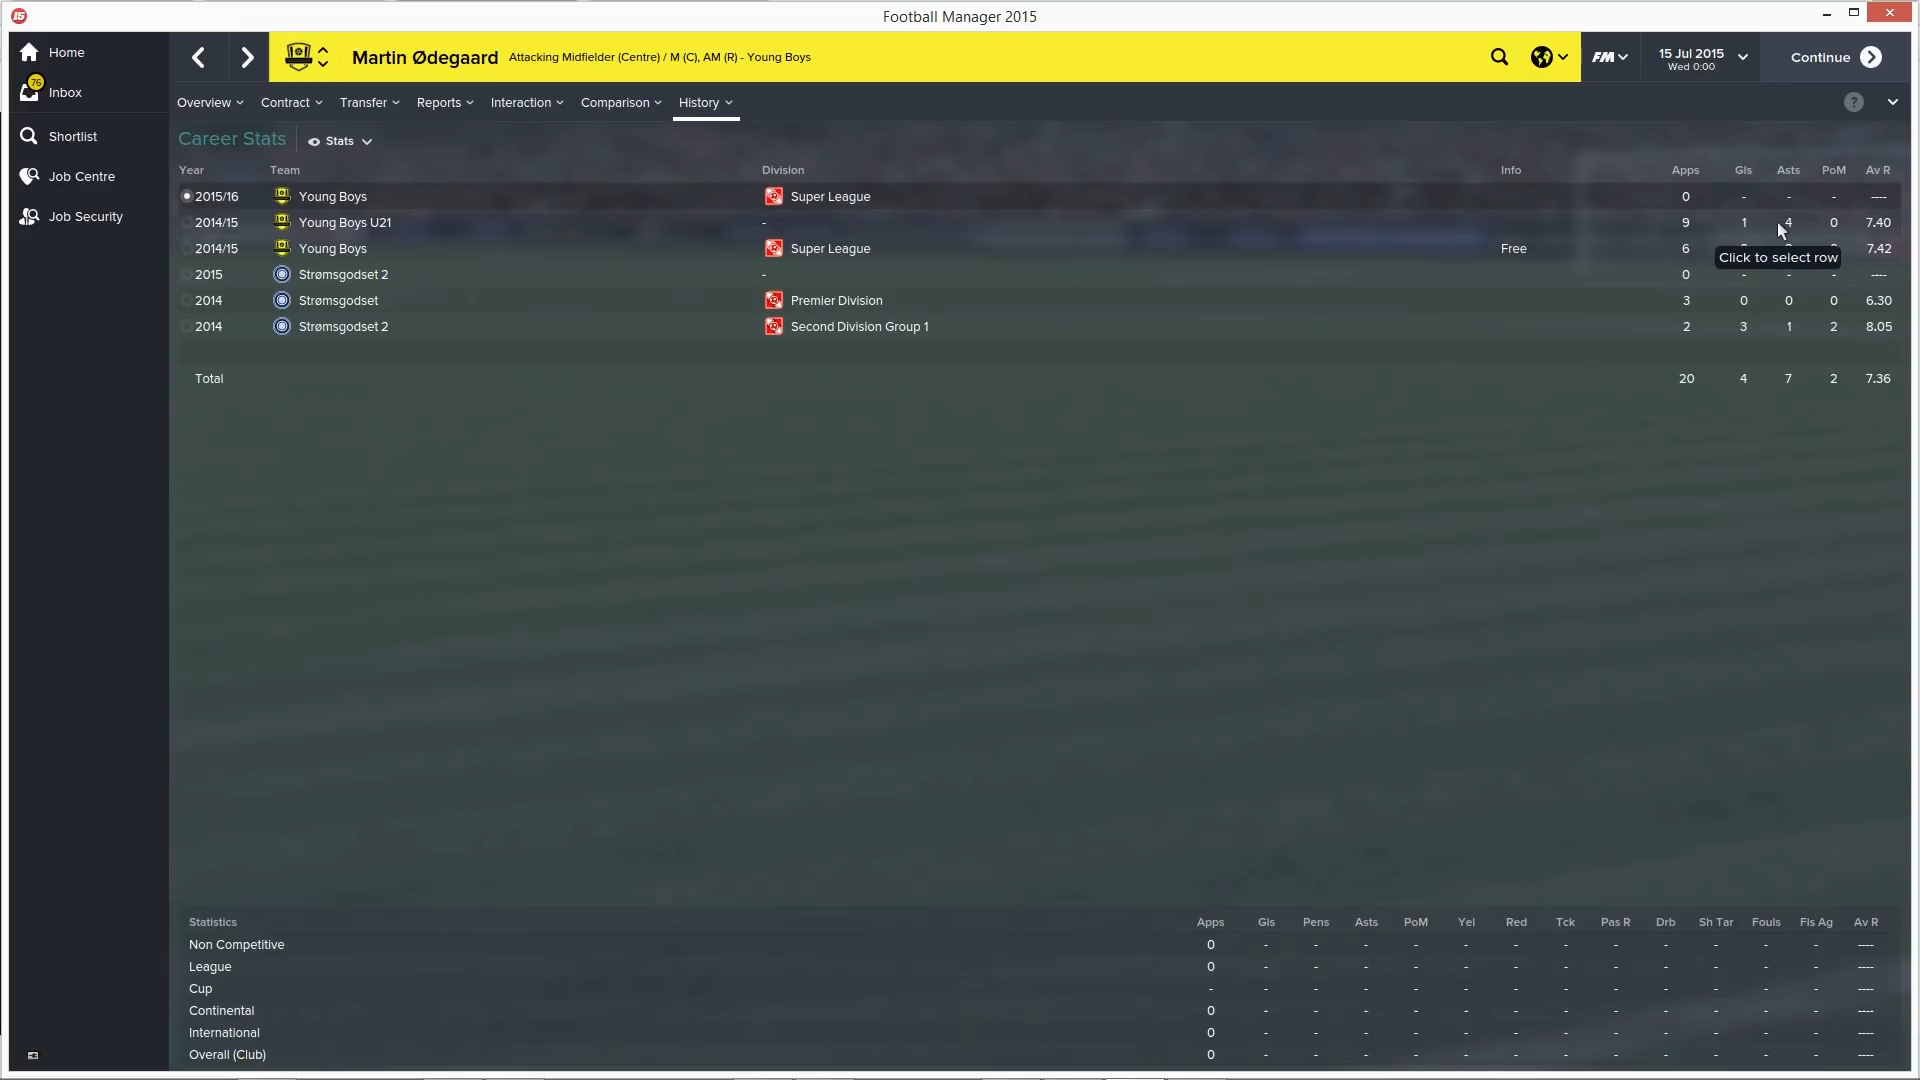 Football Manager 2015
Home
Inbox
76
Shortlist
Job Centre
Job Security
Martin Ødegaard Attacking Midfielder (Centre) / M (C), AM (R) - Young Boys
FM
15 Jul 2015
Wed 0:00
Continue
Overview Contract Transfer Reports Interaction Comparison History ?
Career Stats Stats
Year Team Division Info Apps Gls Asts PoM Av R
2015/16 Young Boys Super League 0 - - - ----
2014/15 Young Boys U21 - 9 1 4 0 7.40
2014/15 Young Boys Super League Free 6 7.42
Click to select row
2015 Strømsgodset 2 - 0 - - - ----
2014 Strømsgodset Premier Division 3 0 0 0 6.30
2014 Strømsgodset 2 Second Division Group 1 2 3 1 2 8.05
Total 20 4 7 2 7.36
Statistics Apps Gls Pens Asts PoM Yel Red Tck Pas R Drb Sh Tar Fouls Fls Ag Av R
Non Competitive 0 - - - - - - - - - - - - ----
League 0 - - - - - - - - - - - - ----
Cup - - - - - - - - - - - - - ----
Continental 0 - - - - - - - - - - - - ----
International 0 - - - - - - - - - - - - ----
Overall (Club) 0 - - - - - - - - - - - - ----